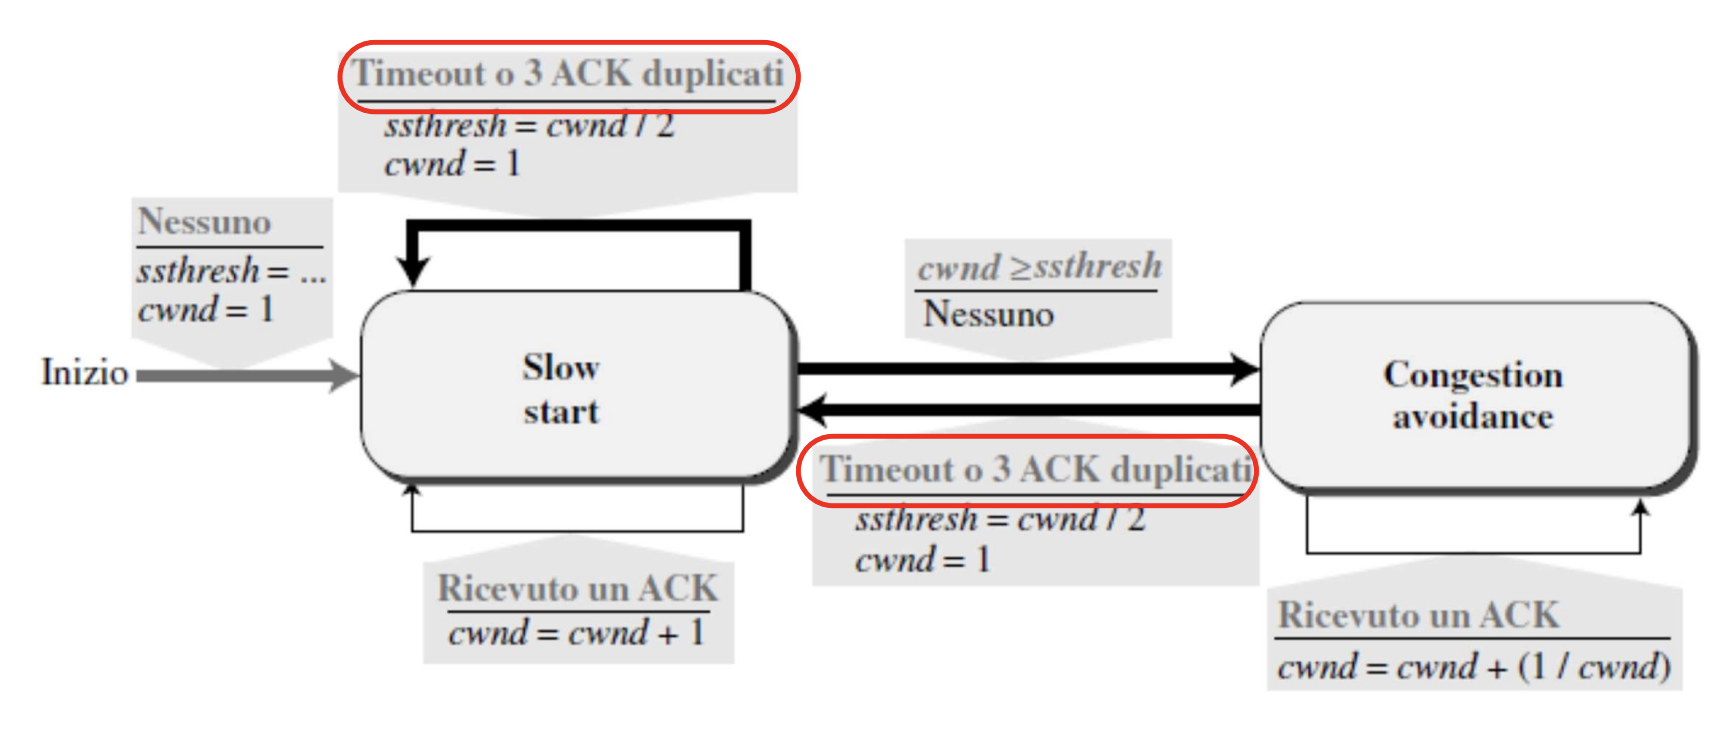 Timeout o 3 ACK duplicati
ssthresh = cwnd / 2
cwnd = 1
Nessuno
ssthresh = ...
cwnd = 1
Inizio
Slow
start
cwnd ≥ssthresh
Nessuno
Congestion
avoidance
Timeout o 3 ACK duplicati
ssthresh = cwnd / 2
cwnd = 1
Ricevuto un ACK
cwnd = cwnd + 1
Ricevuto un ACK
cwnd = cwnd + (1 / cwnd)